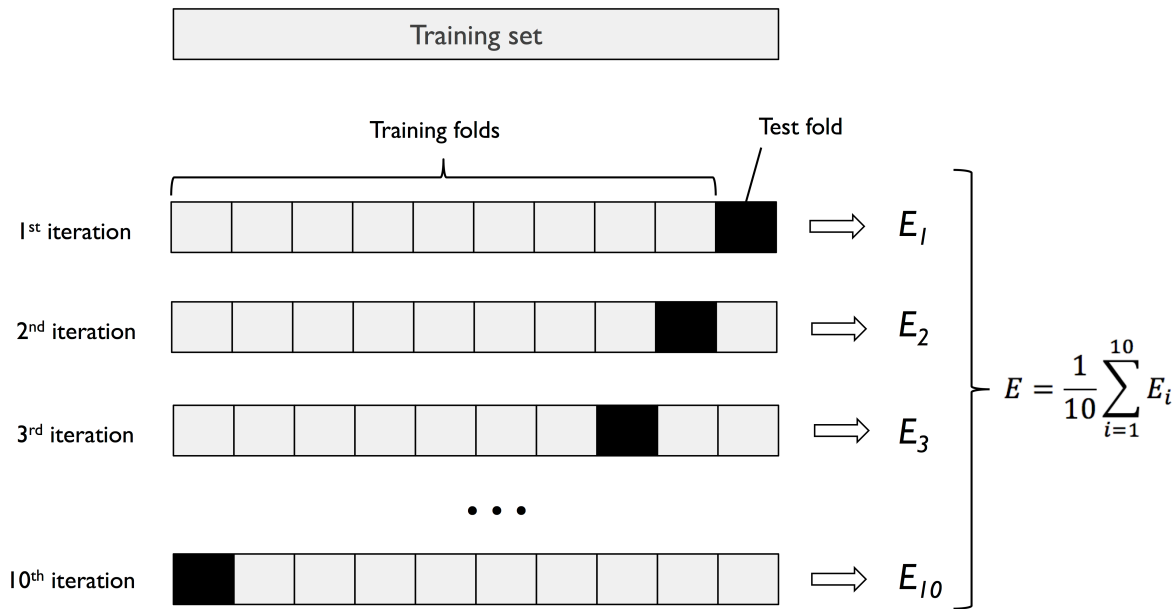 Training set
Training folds
Test fold
1st iteration
E1
2nd iteration
E2
E = 1/10 10∑i=1 Ei
3rd iteration
E3
...
10th iteration
E10